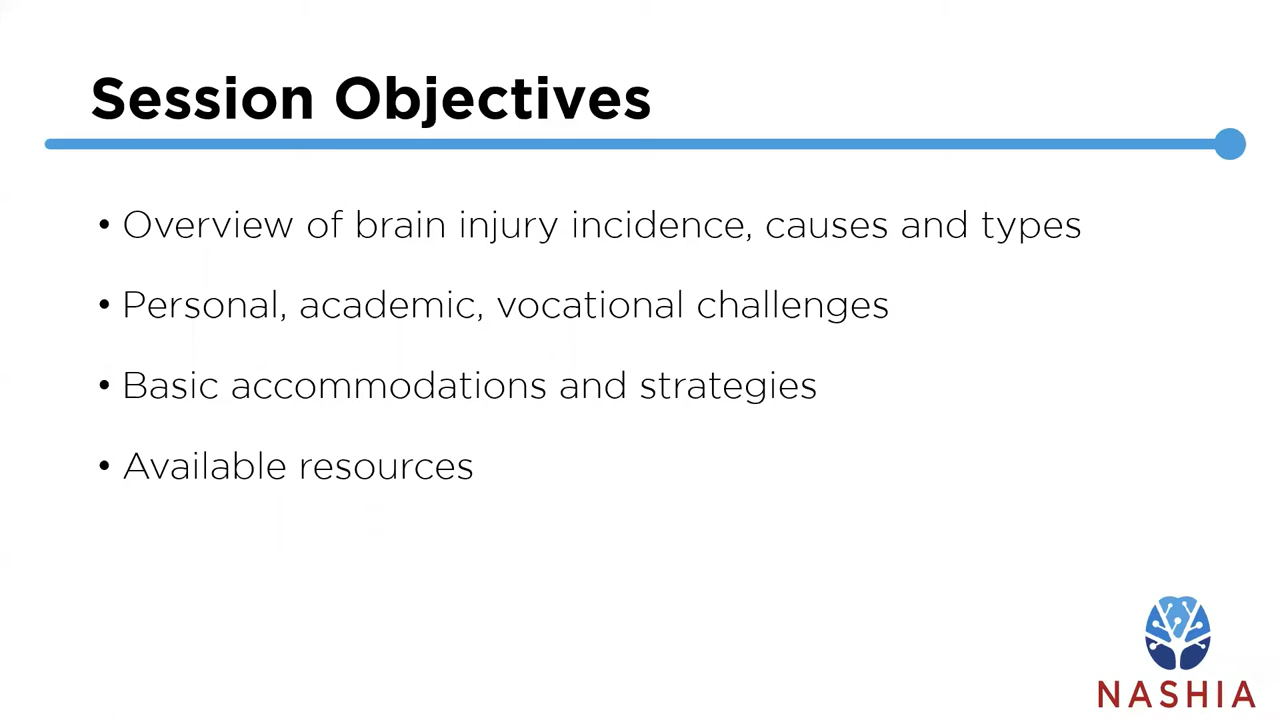 Session Objectives
• Overview of brain injury incidence, causes and types
• Personal, academic, vocational challenges
• Basic accommodations and strategies
• Available resources
NASHIA